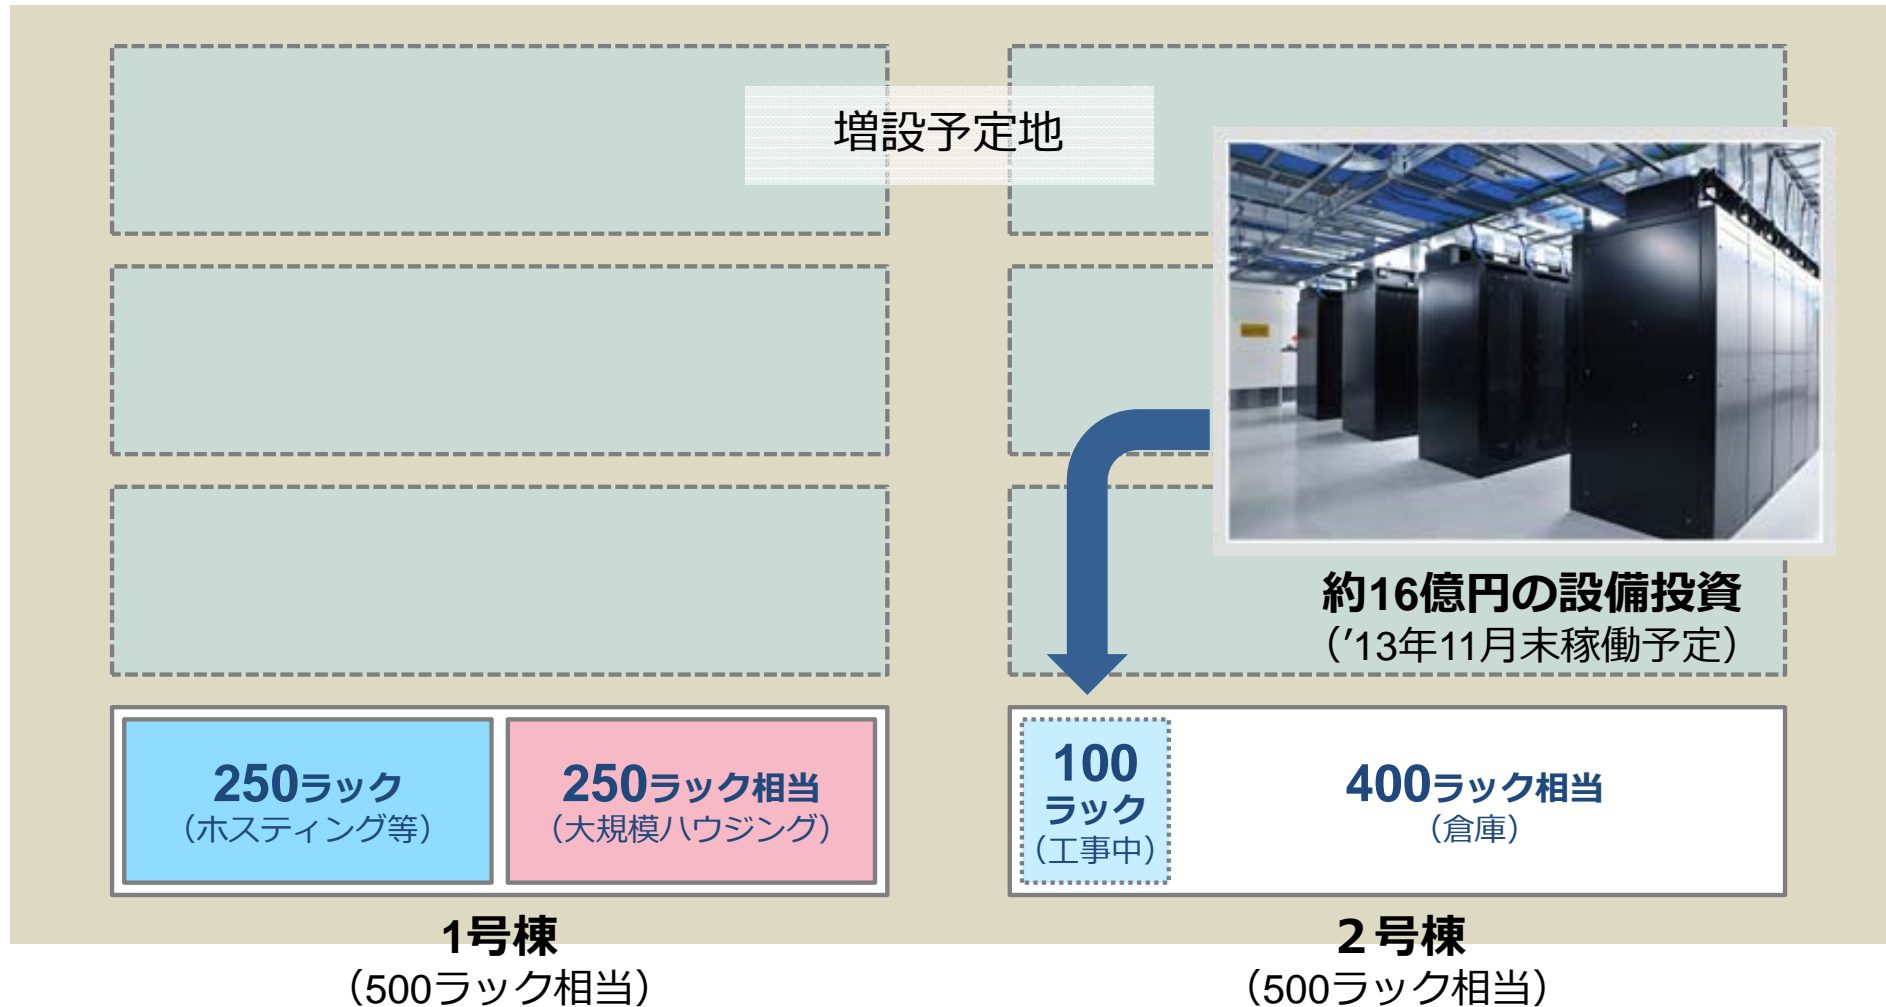 増設予定地
約16億円の設備投資
（’13年11月末稼働予定）
250ラック
（ホスティング等）
250ラック相当
（大規模ハウジング）
100
ラック
（工事中）
400ラック相当
（倉庫）
1号棟
（500ラック相当）
２号棟
（500ラック相当）